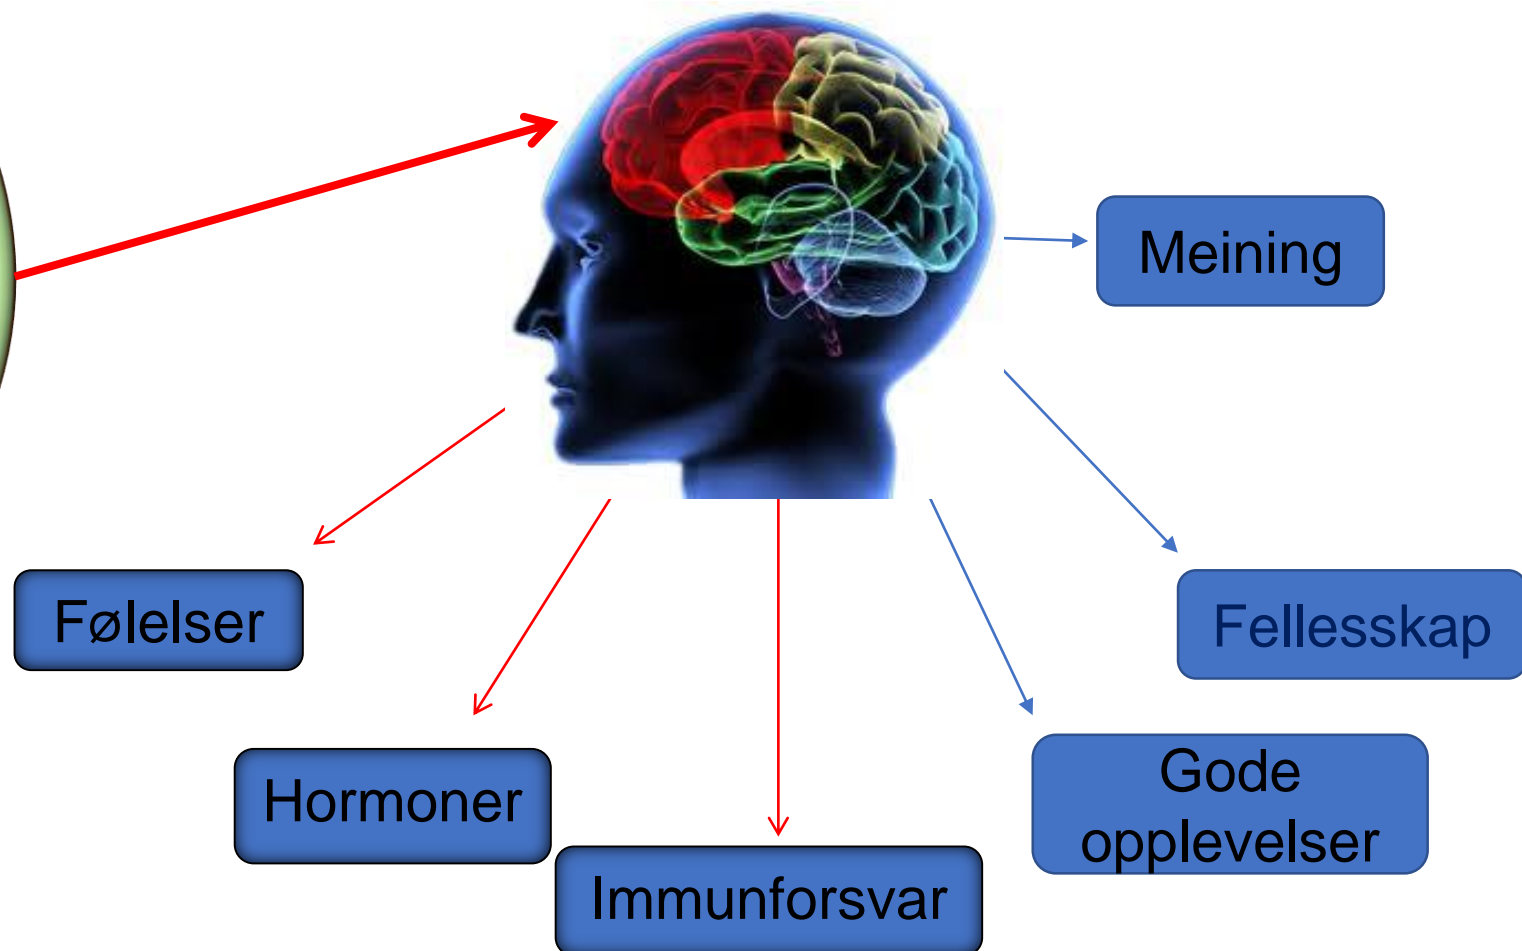 Meining
Følelser
Fellesskap
Hormoner
Gode
opplevelser
Immunforsvar